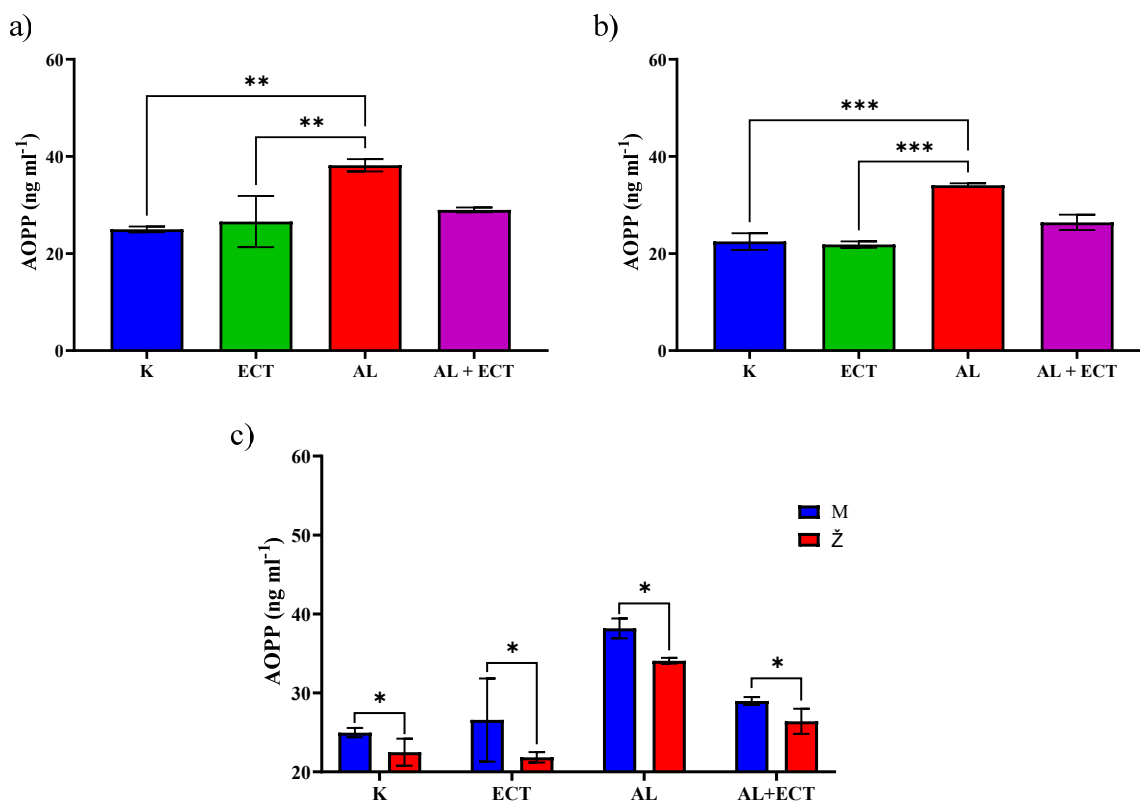 a)
60
40
20
0
AOPP (ng ml-1)
**
**
K ECT AL AL + ECT
b)
60
40
20
0
AOPP (ng ml-1)
***
***
K ECT AL AL + ECT
c)
60
50
40
30
20
AOPP (ng ml-1)
*
*
*
*
M
Ž
K ECT AL AL+ECT